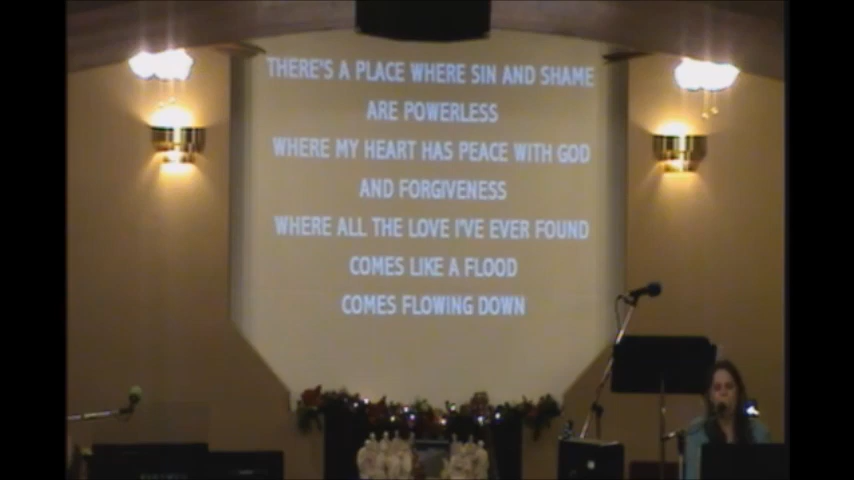 THERE'S A PLACE WHERE SIN AND SHAME
ARE POWERLESS
WHERE MY HEART HAS PEACE WITH GOD
AND FORGIVENESS
WHERE ALL THE LOVE I'VE EVER FOUND
COMES LIKE A FLOOD
COMES FLOWING DOWN